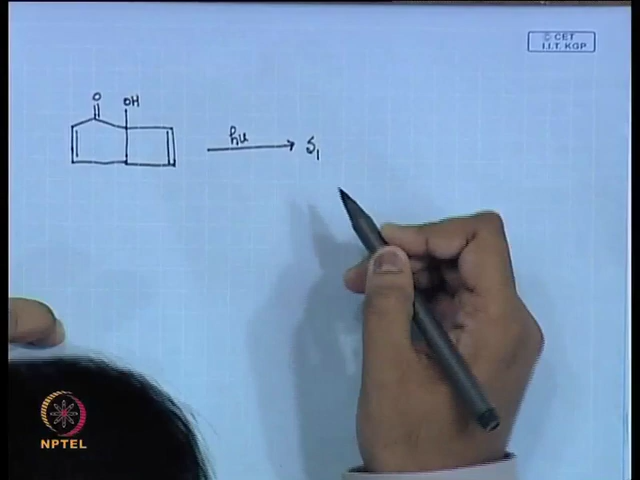 © CET
I.I.T. KGP
O
OH
hν
S₁
NPTEL